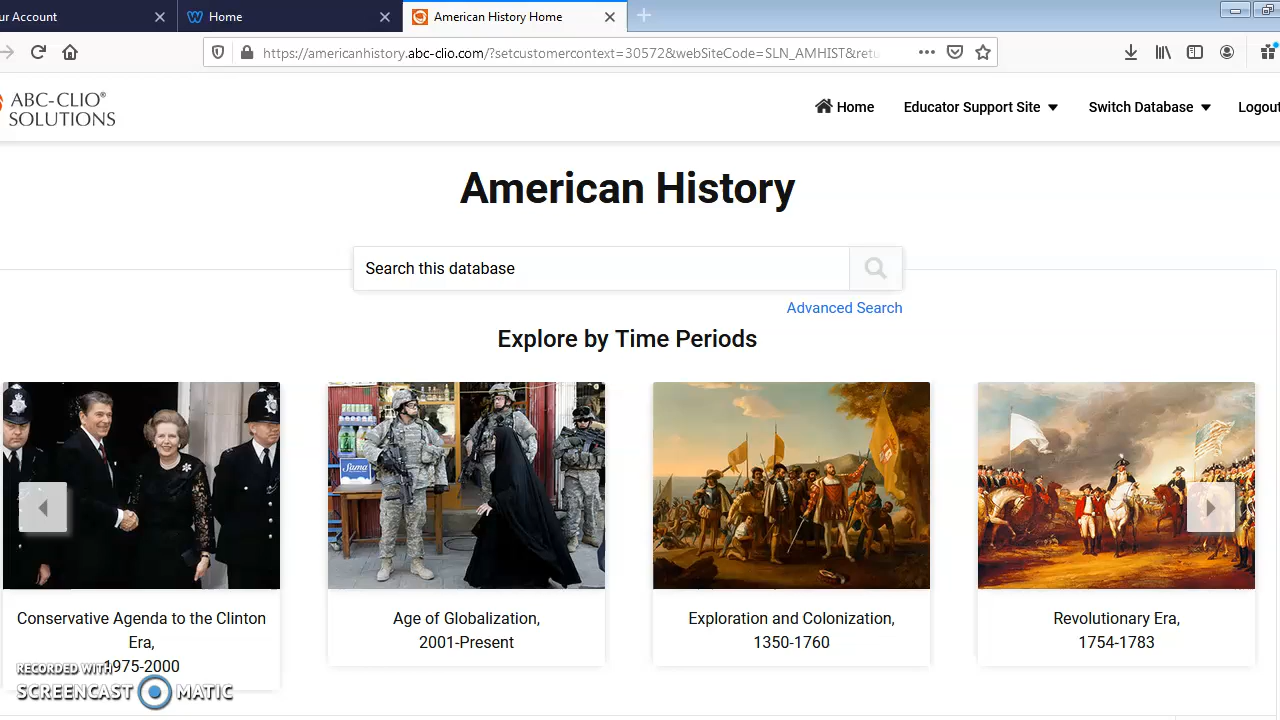 ur Account
Home
American History Home
https://americanhistory.abc-clio.com/?setcustomercontext=30572&webSiteCode=SLN_AMHIST&retu
ABC-CLIO®
SOLUTIONS
Home
Educator Support Site
Switch Database
Logout
American History
Search this database
Advanced Search
Explore by Time Periods
Sama
Conservative Agenda to the Clinton
Era,
1975-2000
Age of Globalization,
2001-Present
Exploration and Colonization,
1350-1760
Revolutionary Era,
1754-1783
RECORDED WITH
SCREENCAST MATIC